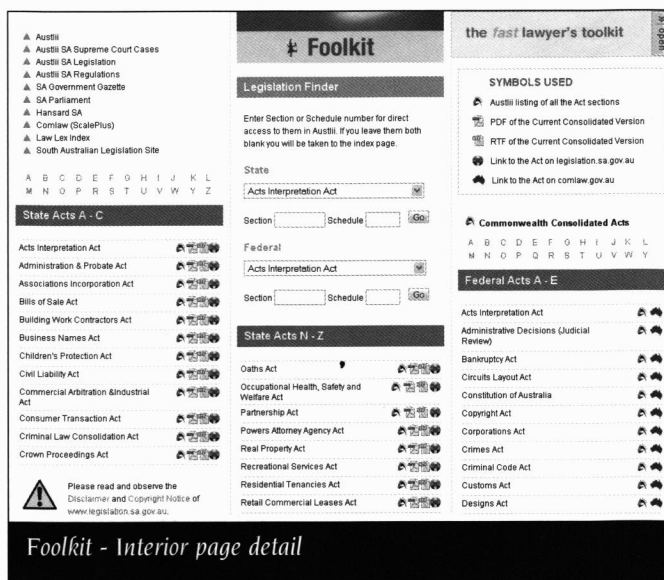 Austlii
Austlii SA Supreme Court Cases
Austlii SA Legislation
Austlii SA Regulations
SA Government Gazette
SA Parliament
Hansard SA
Comlaw (ScalePlus)
Law Lex Index
South Australian Legislation Site
A B C D E F G H I J K L
M N O P R S T U V W Y Z
State Acts A - C
Acts Interpretation Act
Administration & Probate Act
Associations Incorporation Act
Bills of Sale Act
Building Work Contractors Act
Business Names Act
Children's Protection Act
Civil Liability Act
Commercial Arbitration &Industrial
Act
Consumer Transaction Act
Criminal Law Consolidation Act
Crown Proceedings Act
Please read and observe the
Disclaimer and Copyright Notice of
www.legislation.sa.gov.au.
Foolkit
Legislation Finder
Enter Section or Schedule number for direct
access to them in Austlii. If you leave them both
blank you will be taken to the index page.
State
Acts Interpretation Act
Section Schedule Go
Federal
Acts Interpretation Act
Section Schedule Go
State Acts N - Z
Oaths Act
Occupational Health, Safety and
Welfare Act
Partnership Act
Powers Attorney Agency Act
Real Property Act
Recreational Services Act
Residential Tenancies Act
Retail Commercial Leases Act
the fast lawyer's toolkit
open
SYMBOLS USED
Austlii listing of all the Act sections
PDF of the Current Consolidated Version
RTF of the Current Consolidated Version
Link to the Act on legislation.sa.gov.au
Link to the Act on comlaw.gov.au
Commonwealth Consolidated Acts
A B C D E F G H I J K L
M N O P Q R S T U V W Y
Federal Acts A - E
Acts Interpretation Act
Administrative Decisions (Judicial
Review)
Bankruptcy Act
Circuits Layout Act
Constitution of Australia
Copyright Act
Corporations Act
Crimes Act
Criminal Code Act
Customs Act
Designs Act
Foolkit - Interior page detail